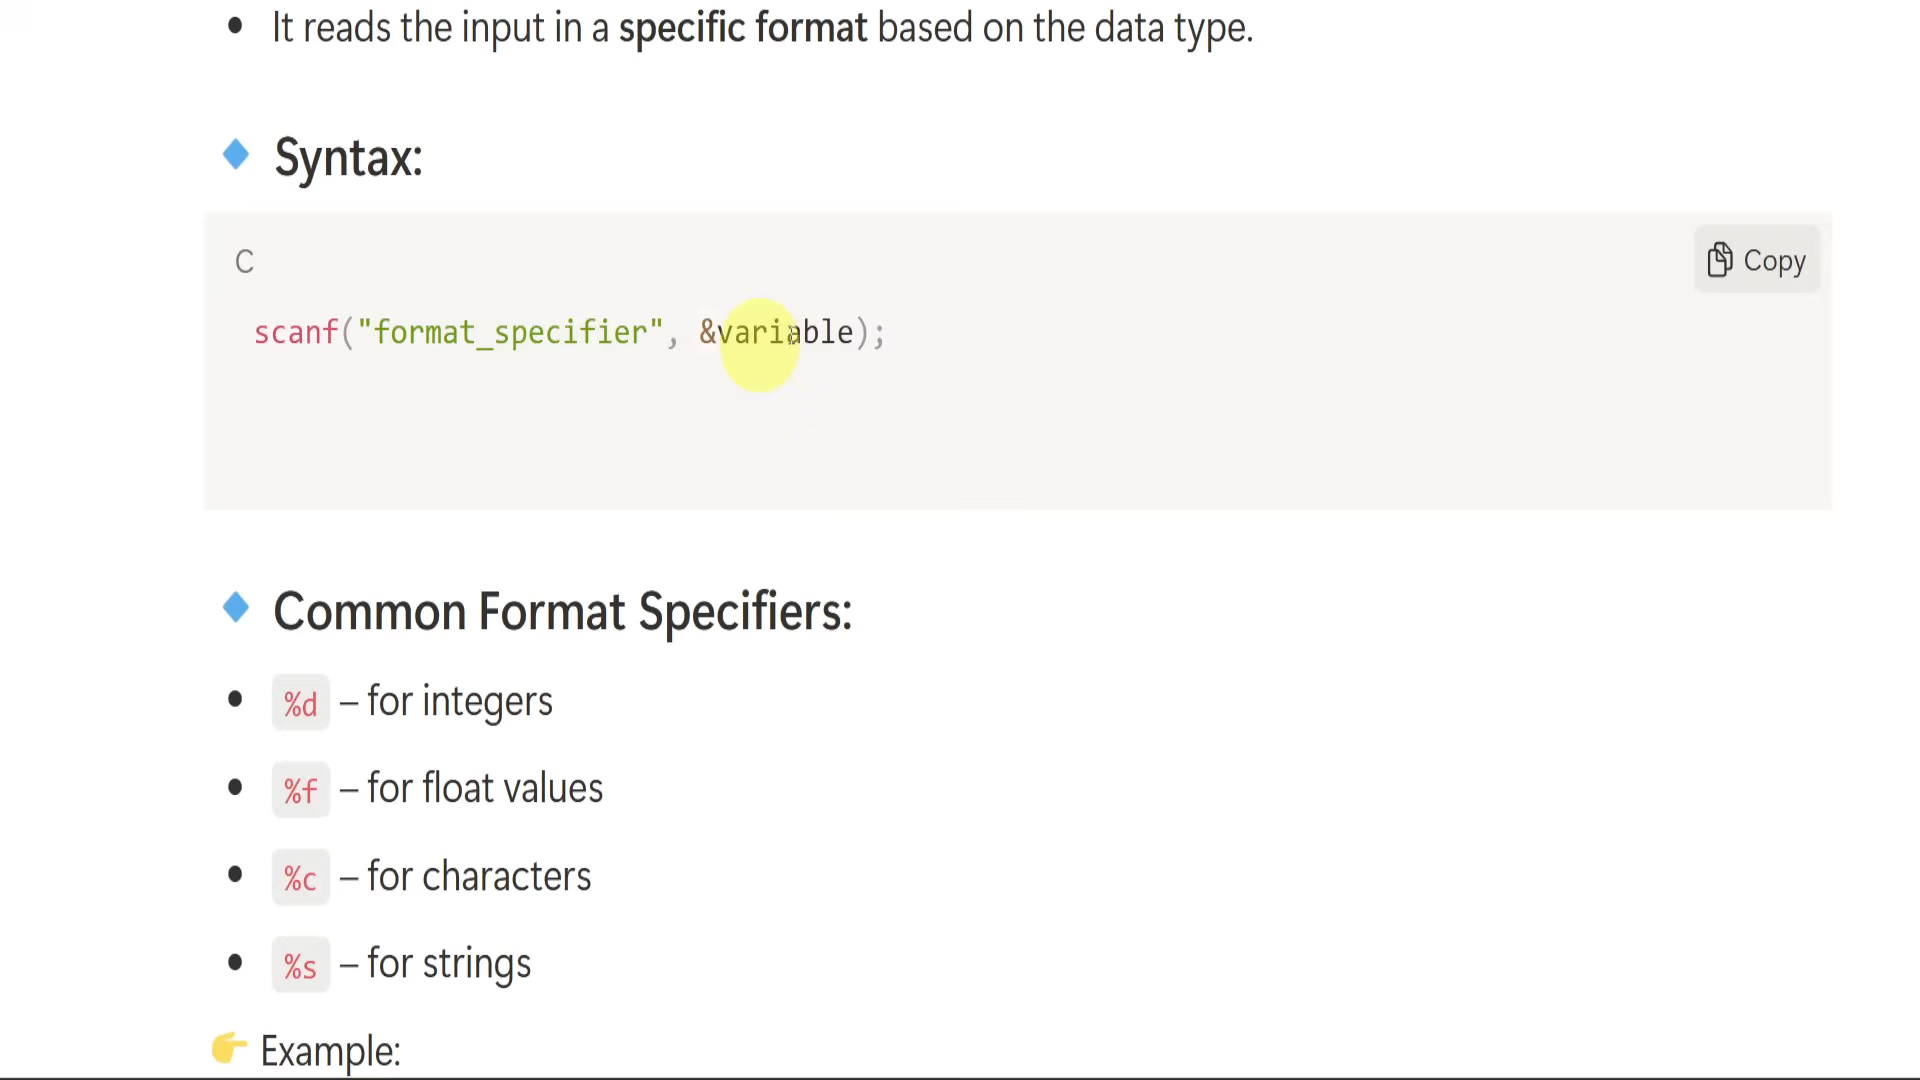 • It reads the input in a specific format based on the data type.
Syntax:
C
Copy
scanf("format_specifier", &variable);
Common Format Specifiers:
• %d – for integers
• %f – for float values
• %c – for characters
• %s – for strings
👉 Example: